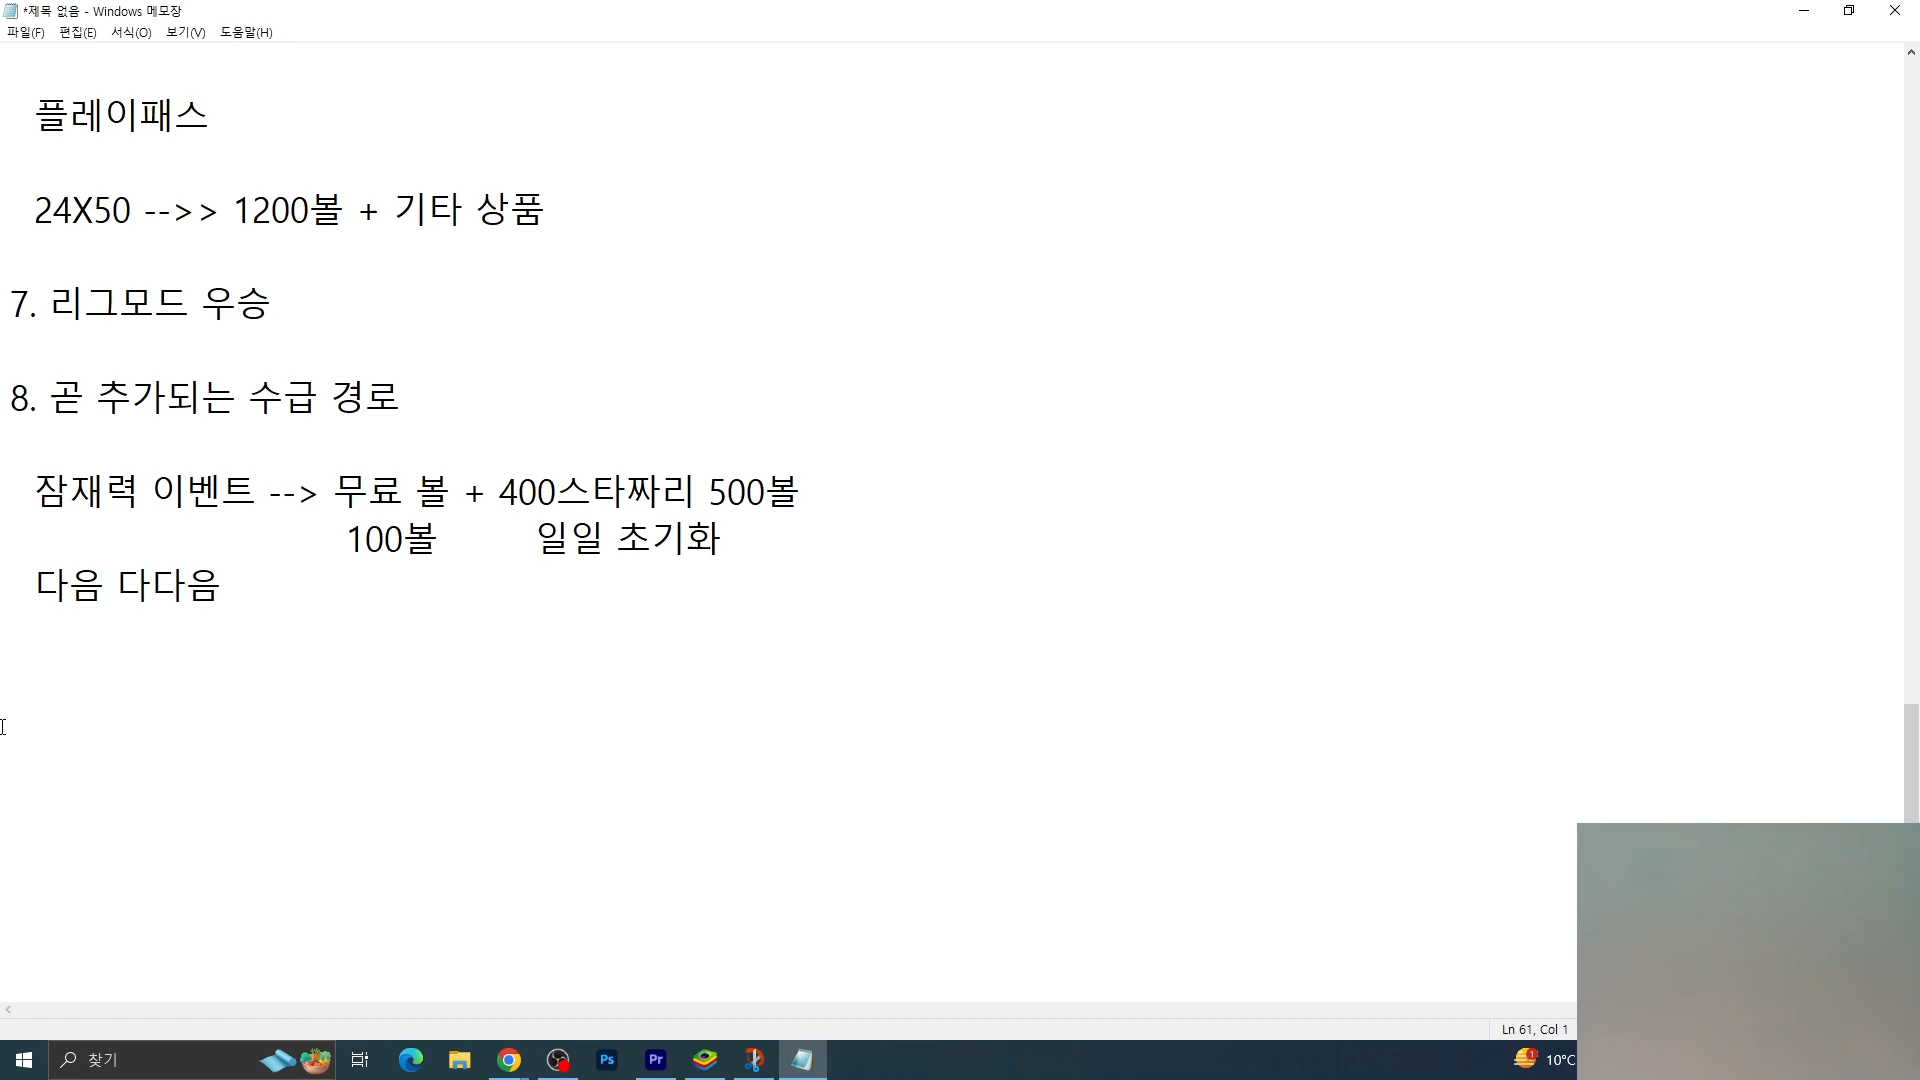 *제목 없음 - Windows 메모장
파일(F) 편집(E) 서식(O) 보기(V) 도움말(H)
플레이패스
24X50 -->> 1200볼 + 기타 상품
7. 리그모드 우승
8. 곧 추가되는 수급 경로
잠재력 이벤트 --> 무료 볼 + 400스타짜리 500볼
100볼 일일 초기화
다음 다다음
Ln 61, Col 1
찾기
Ps
Pr
1
10°C